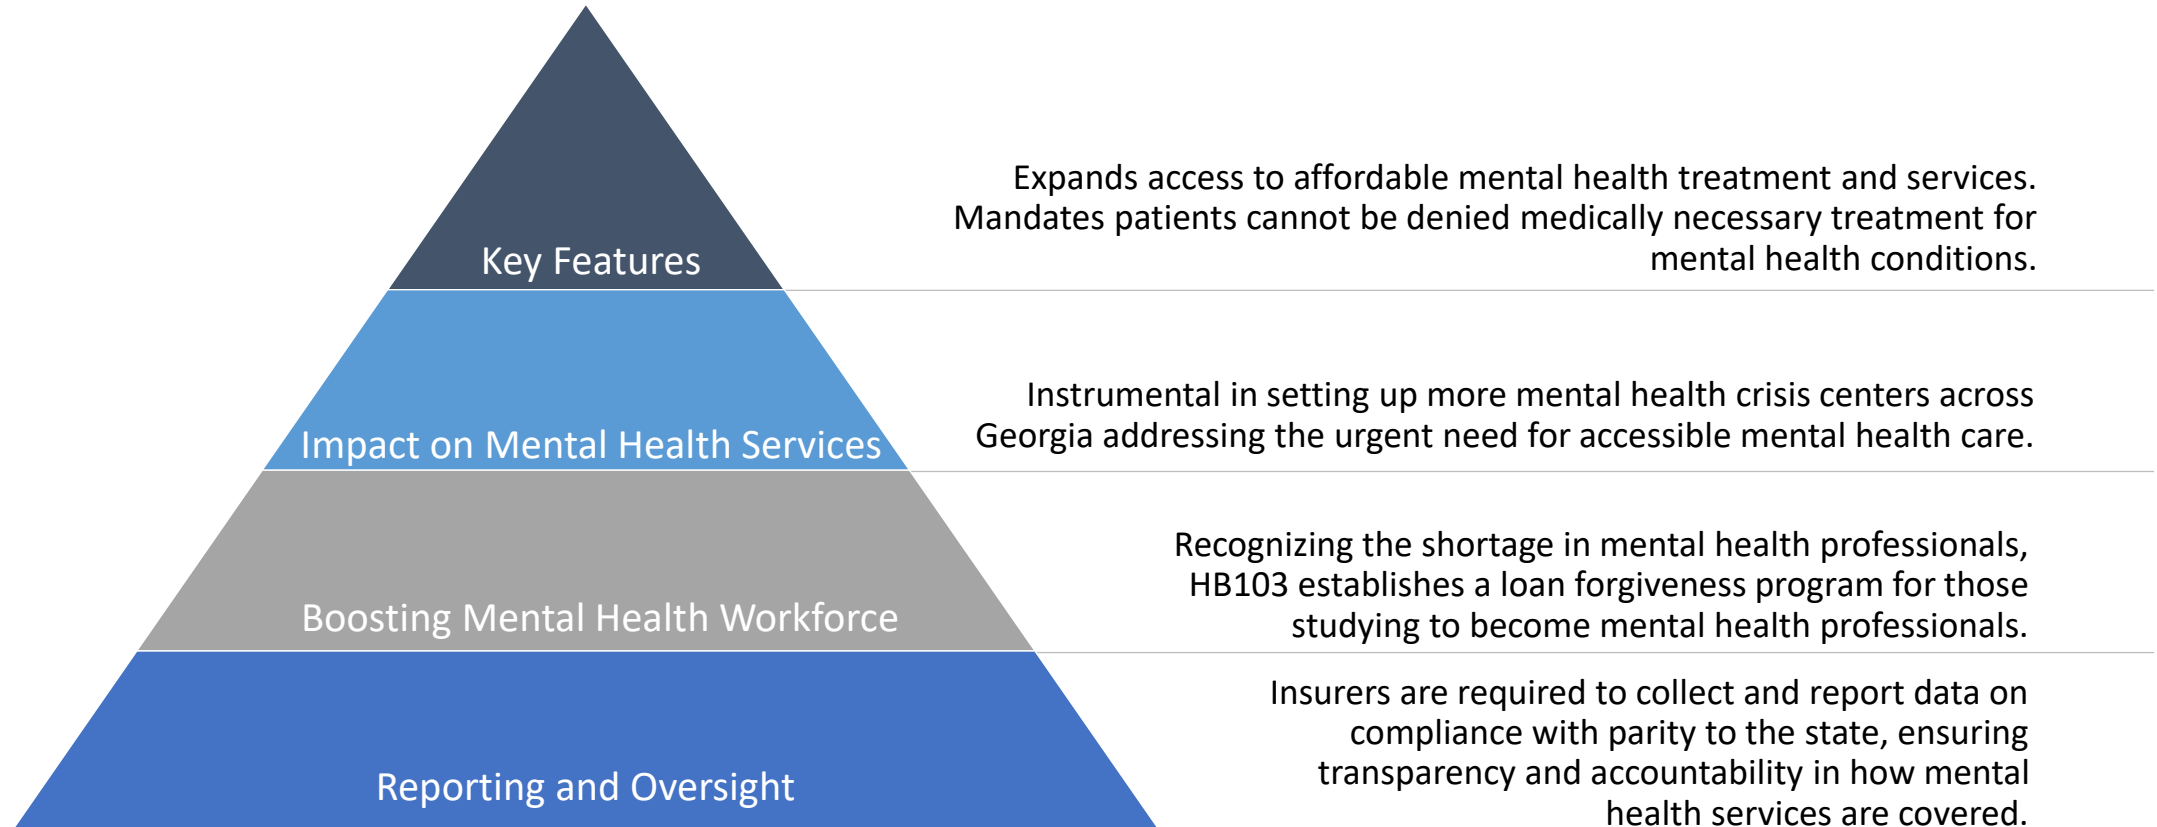 Key Features
Expands access to affordable mental health treatment and services.
Mandates patients cannot be denied medically necessary treatment for
mental health conditions.
Impact on Mental Health Services
Instrumental in setting up more mental health crisis centers across
Georgia addressing the urgent need for accessible mental health care.
Boosting Mental Health Workforce
Recognizing the shortage in mental health professionals,
HB103 establishes a loan forgiveness program for those
studying to become mental health professionals.
Reporting and Oversight
Insurers are required to collect and report data on
compliance with parity to the state, ensuring
transparency and accountability in how mental
health services are covered.